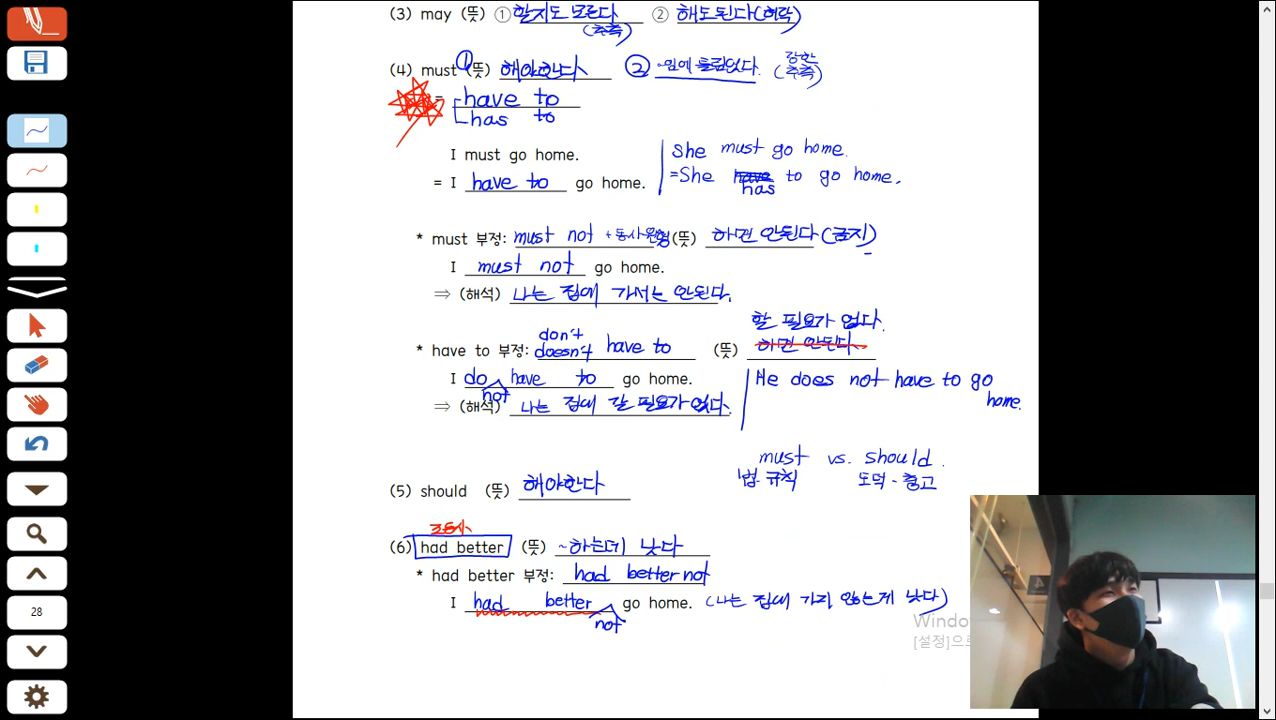 (3) may (뜻) ① 할지도 모른다 ② 해도된다(허락)
(추측)
(4) must (뜻) ① 해야한다 ② ~임에 틀림없다. 강한 (추측)
= have to
has to
I must go home. She must go home.
= I have to go home. =She have has to go home.
* must 부정: must not +동사원형 (뜻) 하면 안된다(금지)
I must not go home.
⇒ (해석) 나는 집에 가서는 안된다.
할 필요가 없다.
* have to 부정: don't doesn't have to (뜻) 하면 안된다.
I do not have to go home. He does not have to go home.
⇒ (해석) 나는 집에 갈 필요가 없다.
must vs. should.
법 규칙 도덕·충고
(5) should (뜻) 해야한다
조동사
(6) had better (뜻) ~하는데 낫다
* had better 부정: had better not
I had better not go home. (나는 집에 가지 않는게 낫다)
Windo
[설정]으로
28